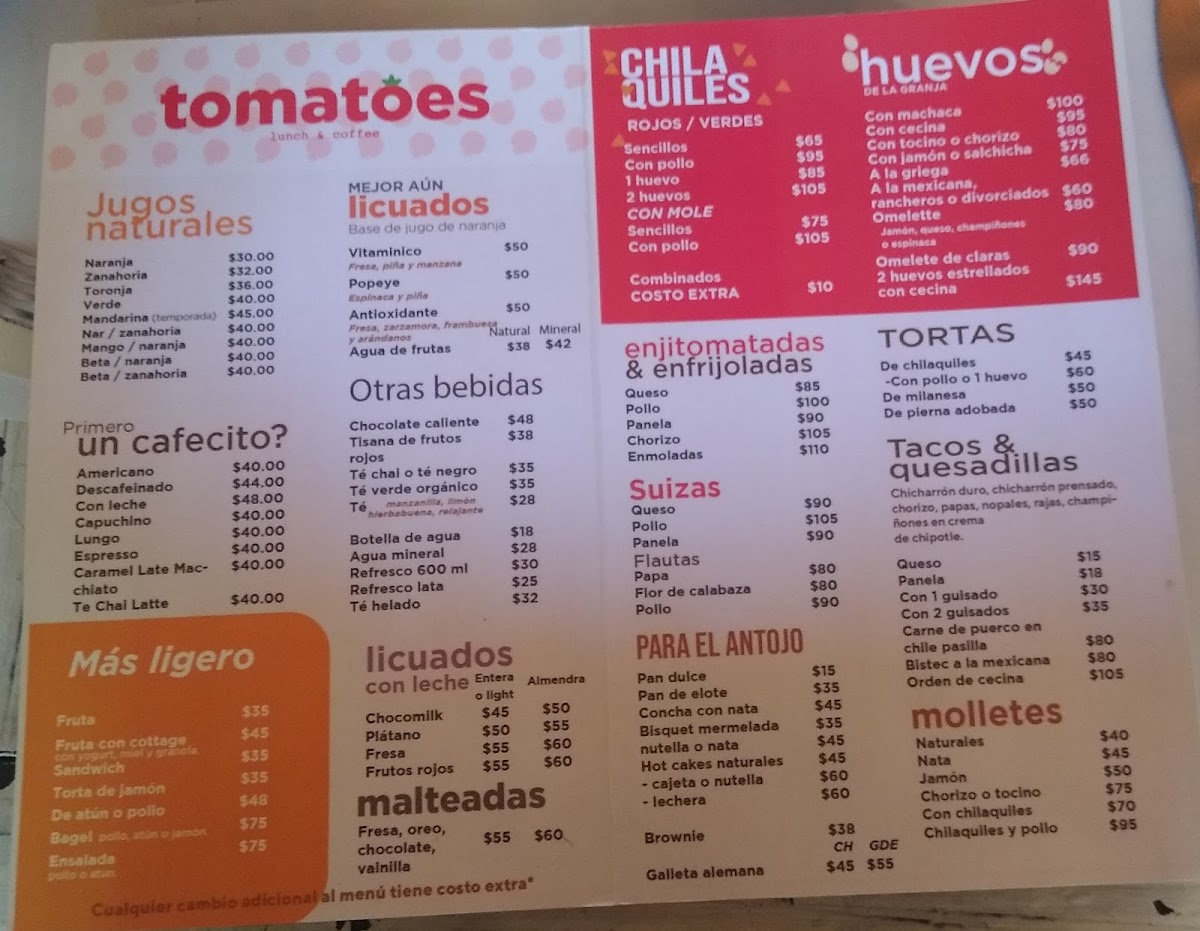 tomatoes
lunch & coffee
Jugos
naturales
Naranja $30.00
Zanahoria $32.00
Toronja $36.00
Verde $40.00
Mandarina (temporada) $45.00
Nar / zanahoria $40.00
Mango / naranja $40.00
Beta / naranja $40.00
Beta / zanahoria $40.00
Primero
un cafecito?
Americano $40.00
Descafeinado $44.00
Con leche $48.00
Capuchino $40.00
Lungo $40.00
Espresso $40.00
Caramel Late Mac- $40.00
chiato
Te Chai Latte $40.00
Más ligero
Fruta $35
Fruta con cottage $45
con yogurt, miel y granola
Sandwich $35
Torta de jamón $35
De atún o pollo $48
Bagel pollo, atún o jamón $75
Ensalada $75
pollo o atún
MEJOR AÚN
licuados
Base de jugo de naranja
Vitaminico $50
Fresa, piña y manzana
Popeye $50
Espinaca y piña
Antioxidante $50
Fresa, zarzamora, frambuesa
y arándanos
Natural Mineral
Agua de frutas $38 $42
Otras bebidas
Chocolate caliente $48
Tisana de frutos $38
rojos
Té chai o té negro $35
Té verde orgánico $35
Té manzanilla, limón $28
hierbabuena, relajante
Botella de agua $18
Agua mineral $28
Refresco 600 ml $30
Refresco lata $25
Té helado $32
licuados
con leche Entera Almendra
o light
Chocomilk $45 $50
Plátano $50 $55
Fresa $55 $60
Frutos rojos $55 $60
malteadas
Fresa, oreo, $55 $60
chocolate,
vainilla
Cualquier cambio adicional al menú tiene costo extra*
CHILA
QUILES
ROJOS / VERDES
Sencillos $65
Con pollo $95
1 huevo $85
2 huevos $105
CON MOLE
Sencillos $75
Con pollo $105
Combinados
COSTO EXTRA $10
huevos
DE LA GRANJA
Con machaca $100
Con cecina $95
Con tocino o chorizo $80
Con jamón o salchicha $75
A la griega $66
A la mexicana,
rancheros o divorciados $60
Omelette $80
Jamón, queso, champiñones
o espinaca
Omelete de claras $90
2 huevos estrellados
con cecina $145
enjitomatadas
& enfrijoladas
Queso $85
Pollo $100
Panela $90
Chorizo $105
Enmoladas $110
Suizas
Queso $90
Pollo $105
Panela $90
Flautas
Papa $80
Flor de calabaza $80
Pollo $90
PARA EL ANTOJO
Pan dulce $15
Pan de elote $35
Concha con nata $45
Bisquet mermelada $35
nutella o nata $45
Hot cakes naturales $45
- cajeta o nutella $60
- lechera $60
Brownie $38
CH GDE
Galleta alemana $45 $55
TORTAS
De chilaquiles $45
-Con pollo o 1 huevo $60
De milanesa $50
De pierna adobada $50
Tacos &
quesadillas
Chicharrón duro, chicharrón prensado,
chorizo, papas, nopales, rajas, champi-
ñones en crema
de chipotle.
Queso $15
Panela $18
Con 1 guisado $30
Con 2 guisados $35
Carne de puerco en
chile pasilla $80
Bistec a la mexicana $80
Orden de cecina $105
molletes
Naturales $40
Nata $45
Jamón $50
Chorizo o tocino $75
Con chilaquiles $70
Chilaquiles y pollo $95